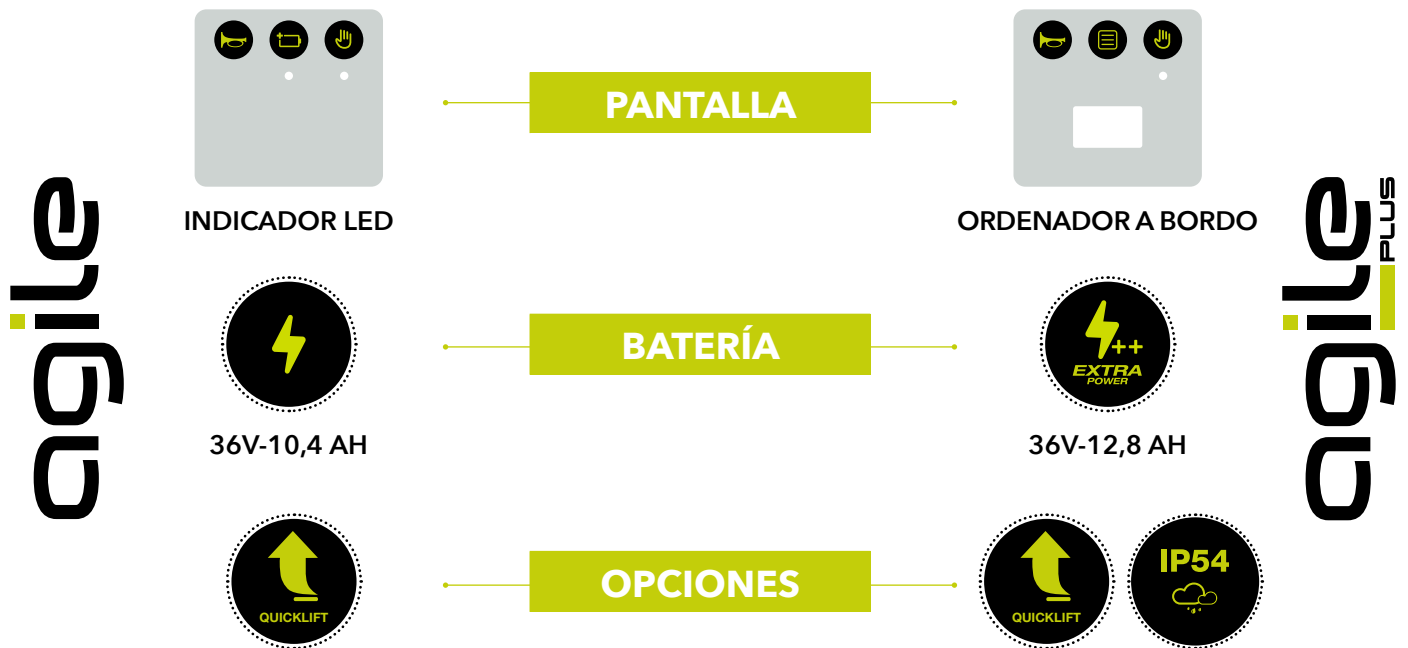 PANTALLA
INDICADOR LED
ORDENADOR A BORDO
agile
agile PLUS
BATERÍA
++
EXTRA
POWER
36V-10,4 AH
36V-12,8 AH
OPCIONES
QUICKLIFT
QUICKLIFT
IP54